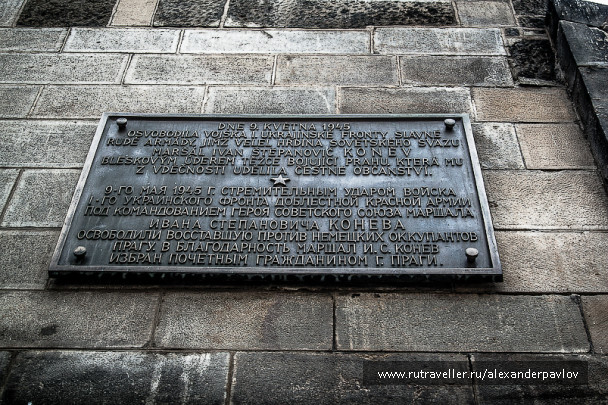 DNE 9. KVĚTNA 1945
OSVOBODILA VOJSKA I. UKRAJINSKÉ FRONTY SLAVNÉ
RUDÉ ARMÁDY, JIMŽ VELEL HRDINA SOVĚTSKÉHO SVAZU
MARŠÁL IVAN STĚPANOVIČ KONĚV
BLESKOVÝM ÚDEREM TĚŽCE BOJUJÍCÍ PRAHU, KTERÁ MU
Z VDĚČNOSTI UDĚLILA ČESTNÉ OBČANSTVÍ.
9-ГО МАЯ 1945 Г. СТРЕМИТЕЛЬНЫМ УДАРОМ ВОЙСКА
1-ГО УКРАИНСКОГО ФРОНТА ДОБЛЕСТНОЙ КРАСНОЙ АРМИИ
ПОД КОМАНДОВАНИЕМ ГЕРОЯ СОВЕТСКОГО СОЮЗА МАРШАЛА
ИВАНА СТЕПАНОВИЧА КОНЕВА
ОСВОБОДИЛИ ВОССТАВШУЮ ПРОТИВ НЕМЕЦКИХ ОККУПАНТОВ
ПРАГУ. В БЛАГОДАРНОСТЬ МАРШАЛ И. С. КОНЕВ
ИЗБРАН ПОЧЕТНЫМ ГРАЖДАНИНОМ Г. ПРАГИ.
www.rutraveller.ru/alexanderpavlov